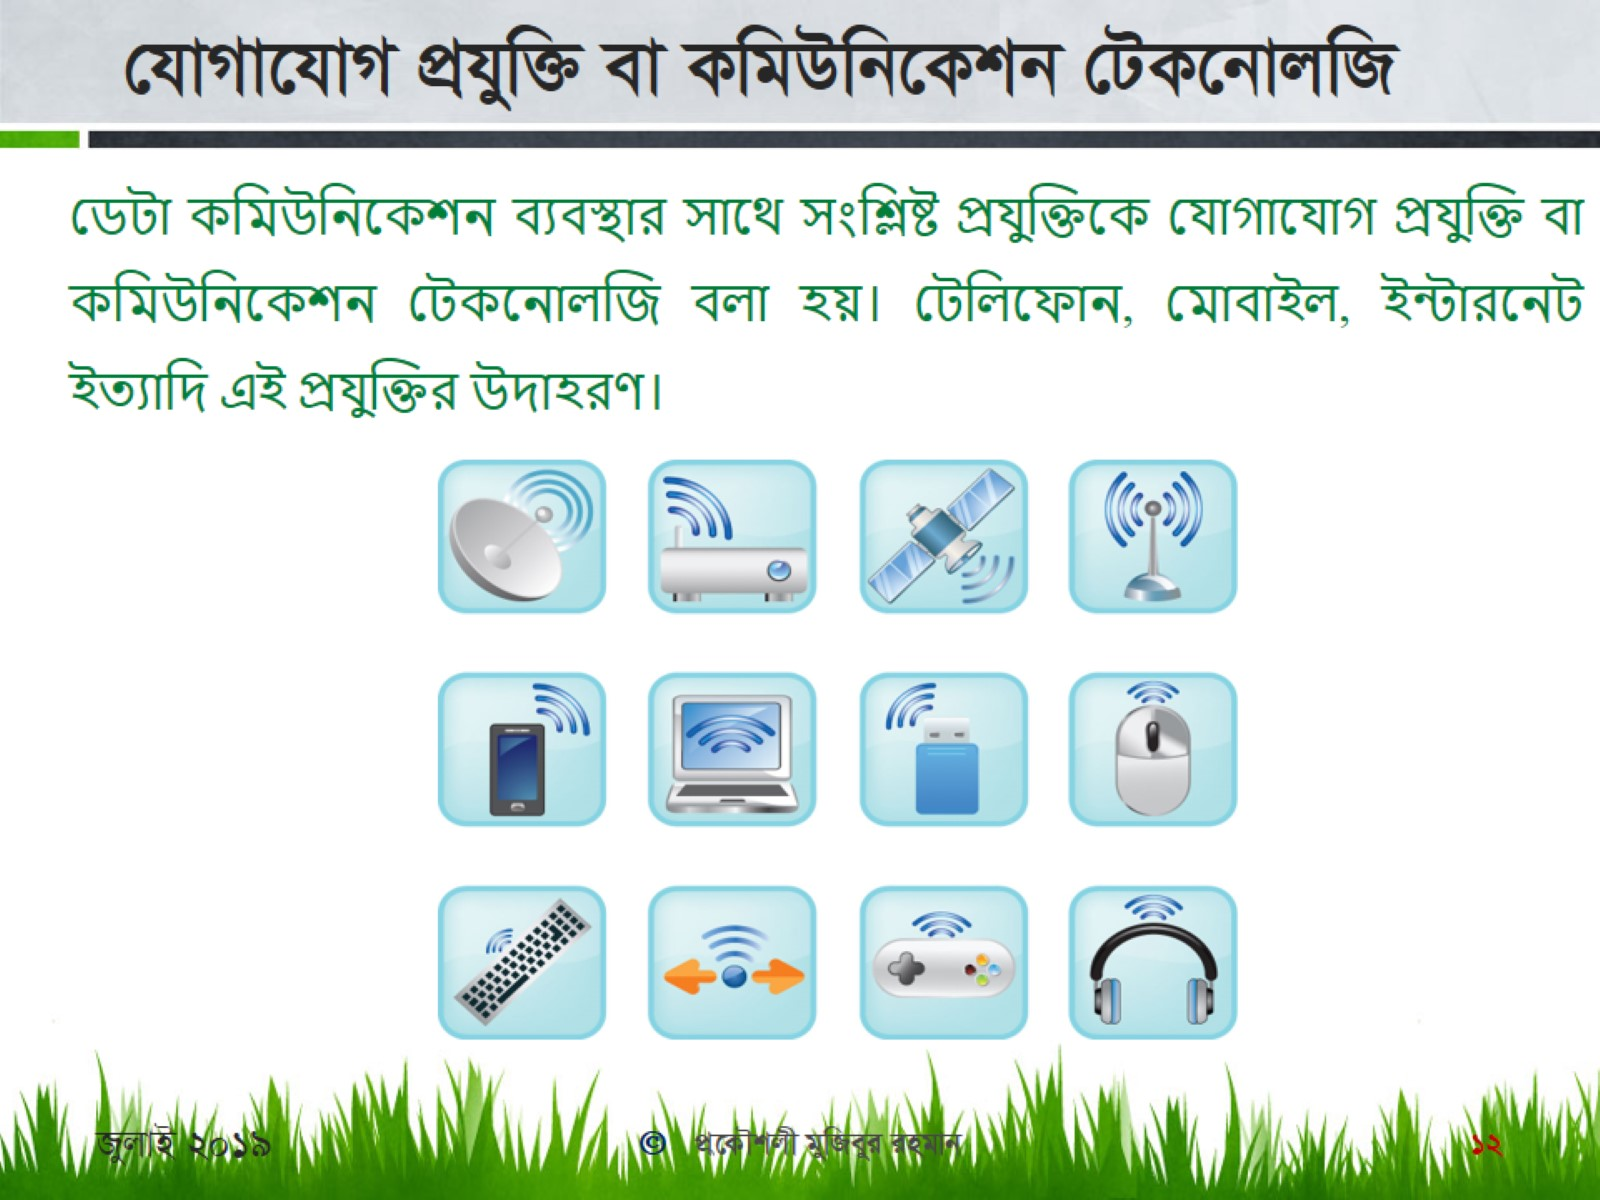 যোগাযোগ প্রযুক্তি বা কমিউনিকেশন টেকনোলজি
ডেটা কমিউনিকেশন ব্যবস্থার সাথে সংশ্লিষ্ট প্রযুক্তিকে যোগাযোগ প্রযুক্তি বা
কমিউনিকেশন টেকনোলজি বলা হয়। টেলিফোন, মোবাইল, ইন্টারনেট
ইত্যাদি এই প্রযুক্তির উদাহরণ।
জুলাই ২০১৯ © প্রকৌশলী মুজিবুর রহমান ১২